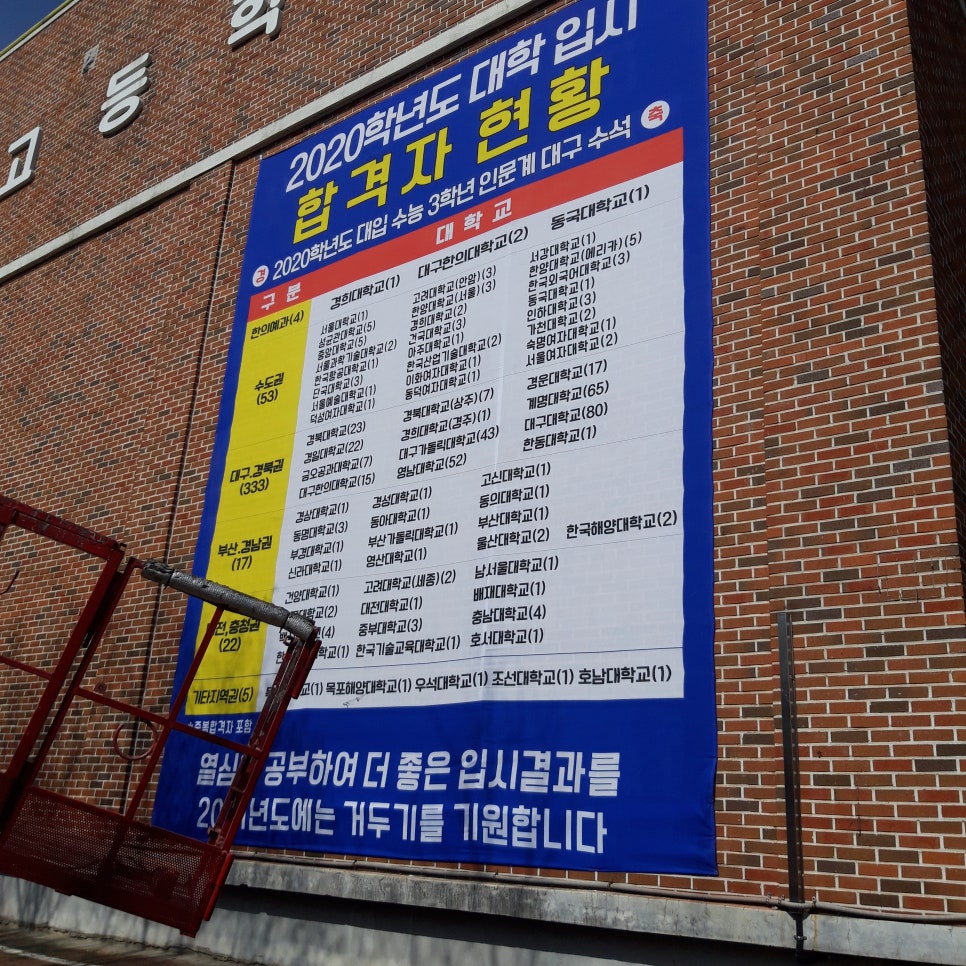 고등학
2020학년도 대학 입시
합격자 현황
경 2020학년도 대입 수능 3학년 인문계 대구 수석 축
구 분 대 학 교
한의예과(4) 경희대학교(1) 대구한의대학교(2) 동국대학교(1)
수도권
(53)
서울대학교(1) 고려대학교(안암)(3) 서강대학교(1)
성균관대학교(5) 한양대학교(서울)(3) 한양대학교(에리카)(5)
중앙대학교(5) 경희대학교(2) 한국외국어대학교(3)
서울과학기술대학교(2) 건국대학교(3) 동국대학교(1)
한국항공대학교(1) 아주대학교(1) 인하대학교(3)
단국대학교(3) 한국산업기술대학교(2) 가천대학교(2)
서울예술대학교(1) 이화여자대학교(1) 숙명여자대학교(1)
덕성여자대학교(1) 동덕여자대학교(1) 서울여자대학교(2)
대구.경북권
(333)
경북대학교(23) 경북대학교(상주)(7) 경운대학교(17)
경일대학교(22) 경희대학교(경주)(1) 계명대학교(65)
금오공과대학교(7) 대구가톨릭대학교(43) 대구대학교(80)
대구한의대학교(15) 영남대학교(52) 한동대학교(1)
부산.경남권
(17)
경상대학교(1) 경성대학교(1) 고신대학교(1)
동명대학교(3) 동아대학교(1) 동의대학교(1)
부경대학교(1) 부산가톨릭대학교(1) 부산대학교(1)
신라대학교(1) 영산대학교(1) 울산대학교(2) 한국해양대학교(2)
전,충청권
(22)
건양대학교(1) 고려대학교(세종)(2) 남서울대학교(1)
대학교(2) 대전대학교(1) 배재대학교(1)
(4) 중부대학교(3) 충남대학교(4)
학교(1) 한국기술교육대학교(1) 호서대학교(1)
기타지역권(5) 교(1) 목포해양대학교(1) 우석대학교(1) 조선대학교(1) 호남대학교(1)
중복합격자 포함
열심 공부하여 더 좋은 입시결과를
년도에는 거두기를 기원합니다